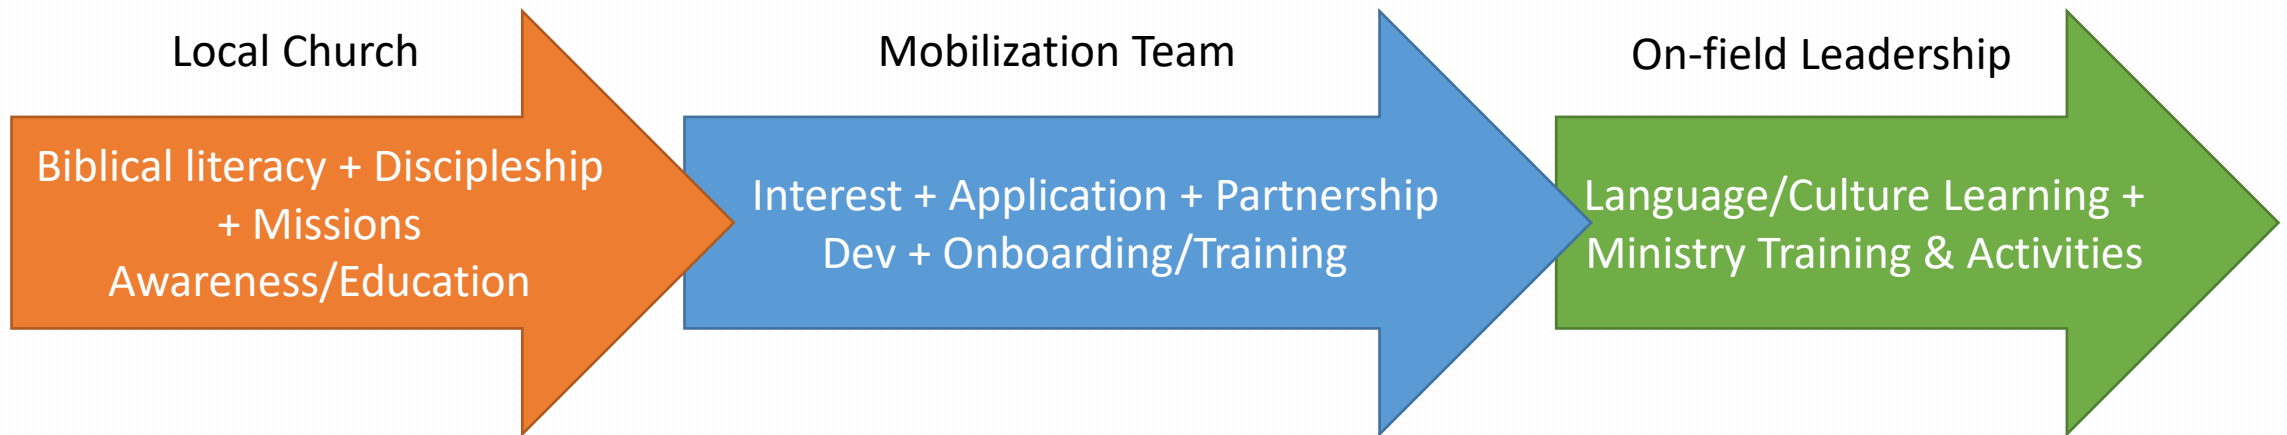 Local Church
Biblical literacy + Discipleship
+ Missions
Awareness/Education
Mobilization Team
Interest + Application + Partnership
Dev + Onboarding/Training
On-field Leadership
Language/Culture Learning +
Ministry Training & Activities